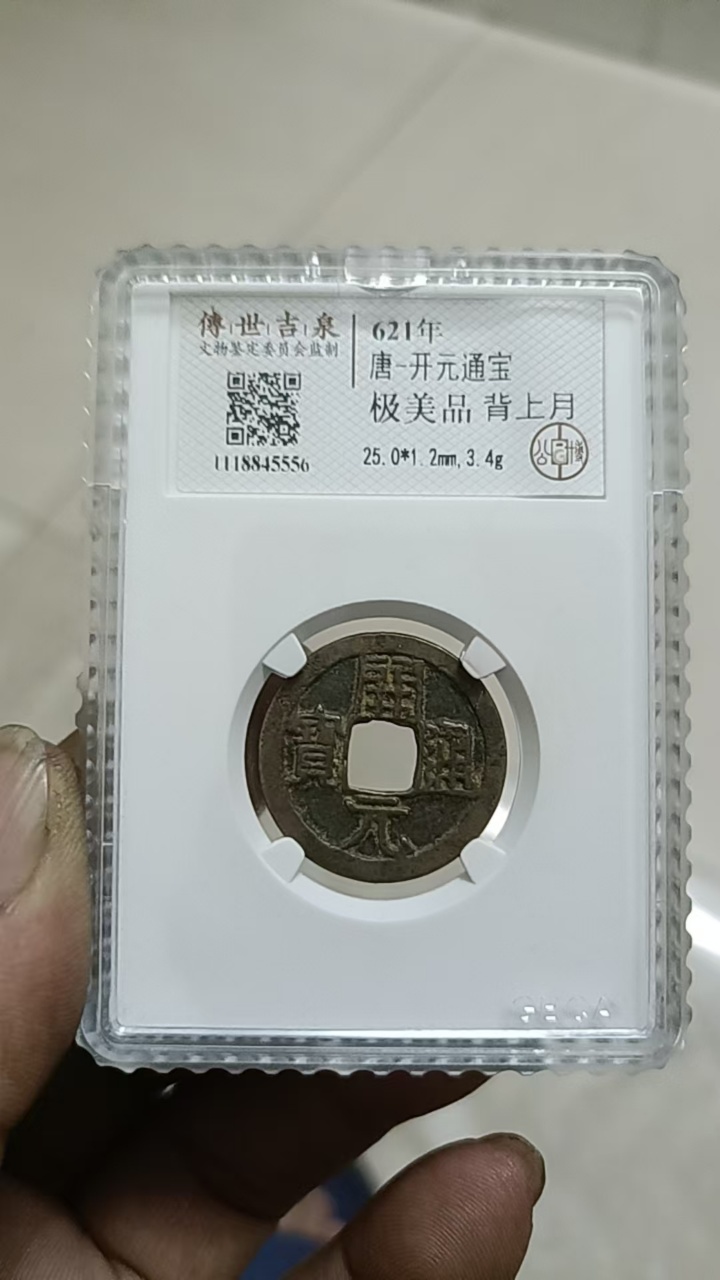 傳世吉泉
文物鉴定委员会监制
1118845556
621年
唐-开元通宝
极美品 背上月
25.0*1.2mm,3.4g
公博
開元通寶